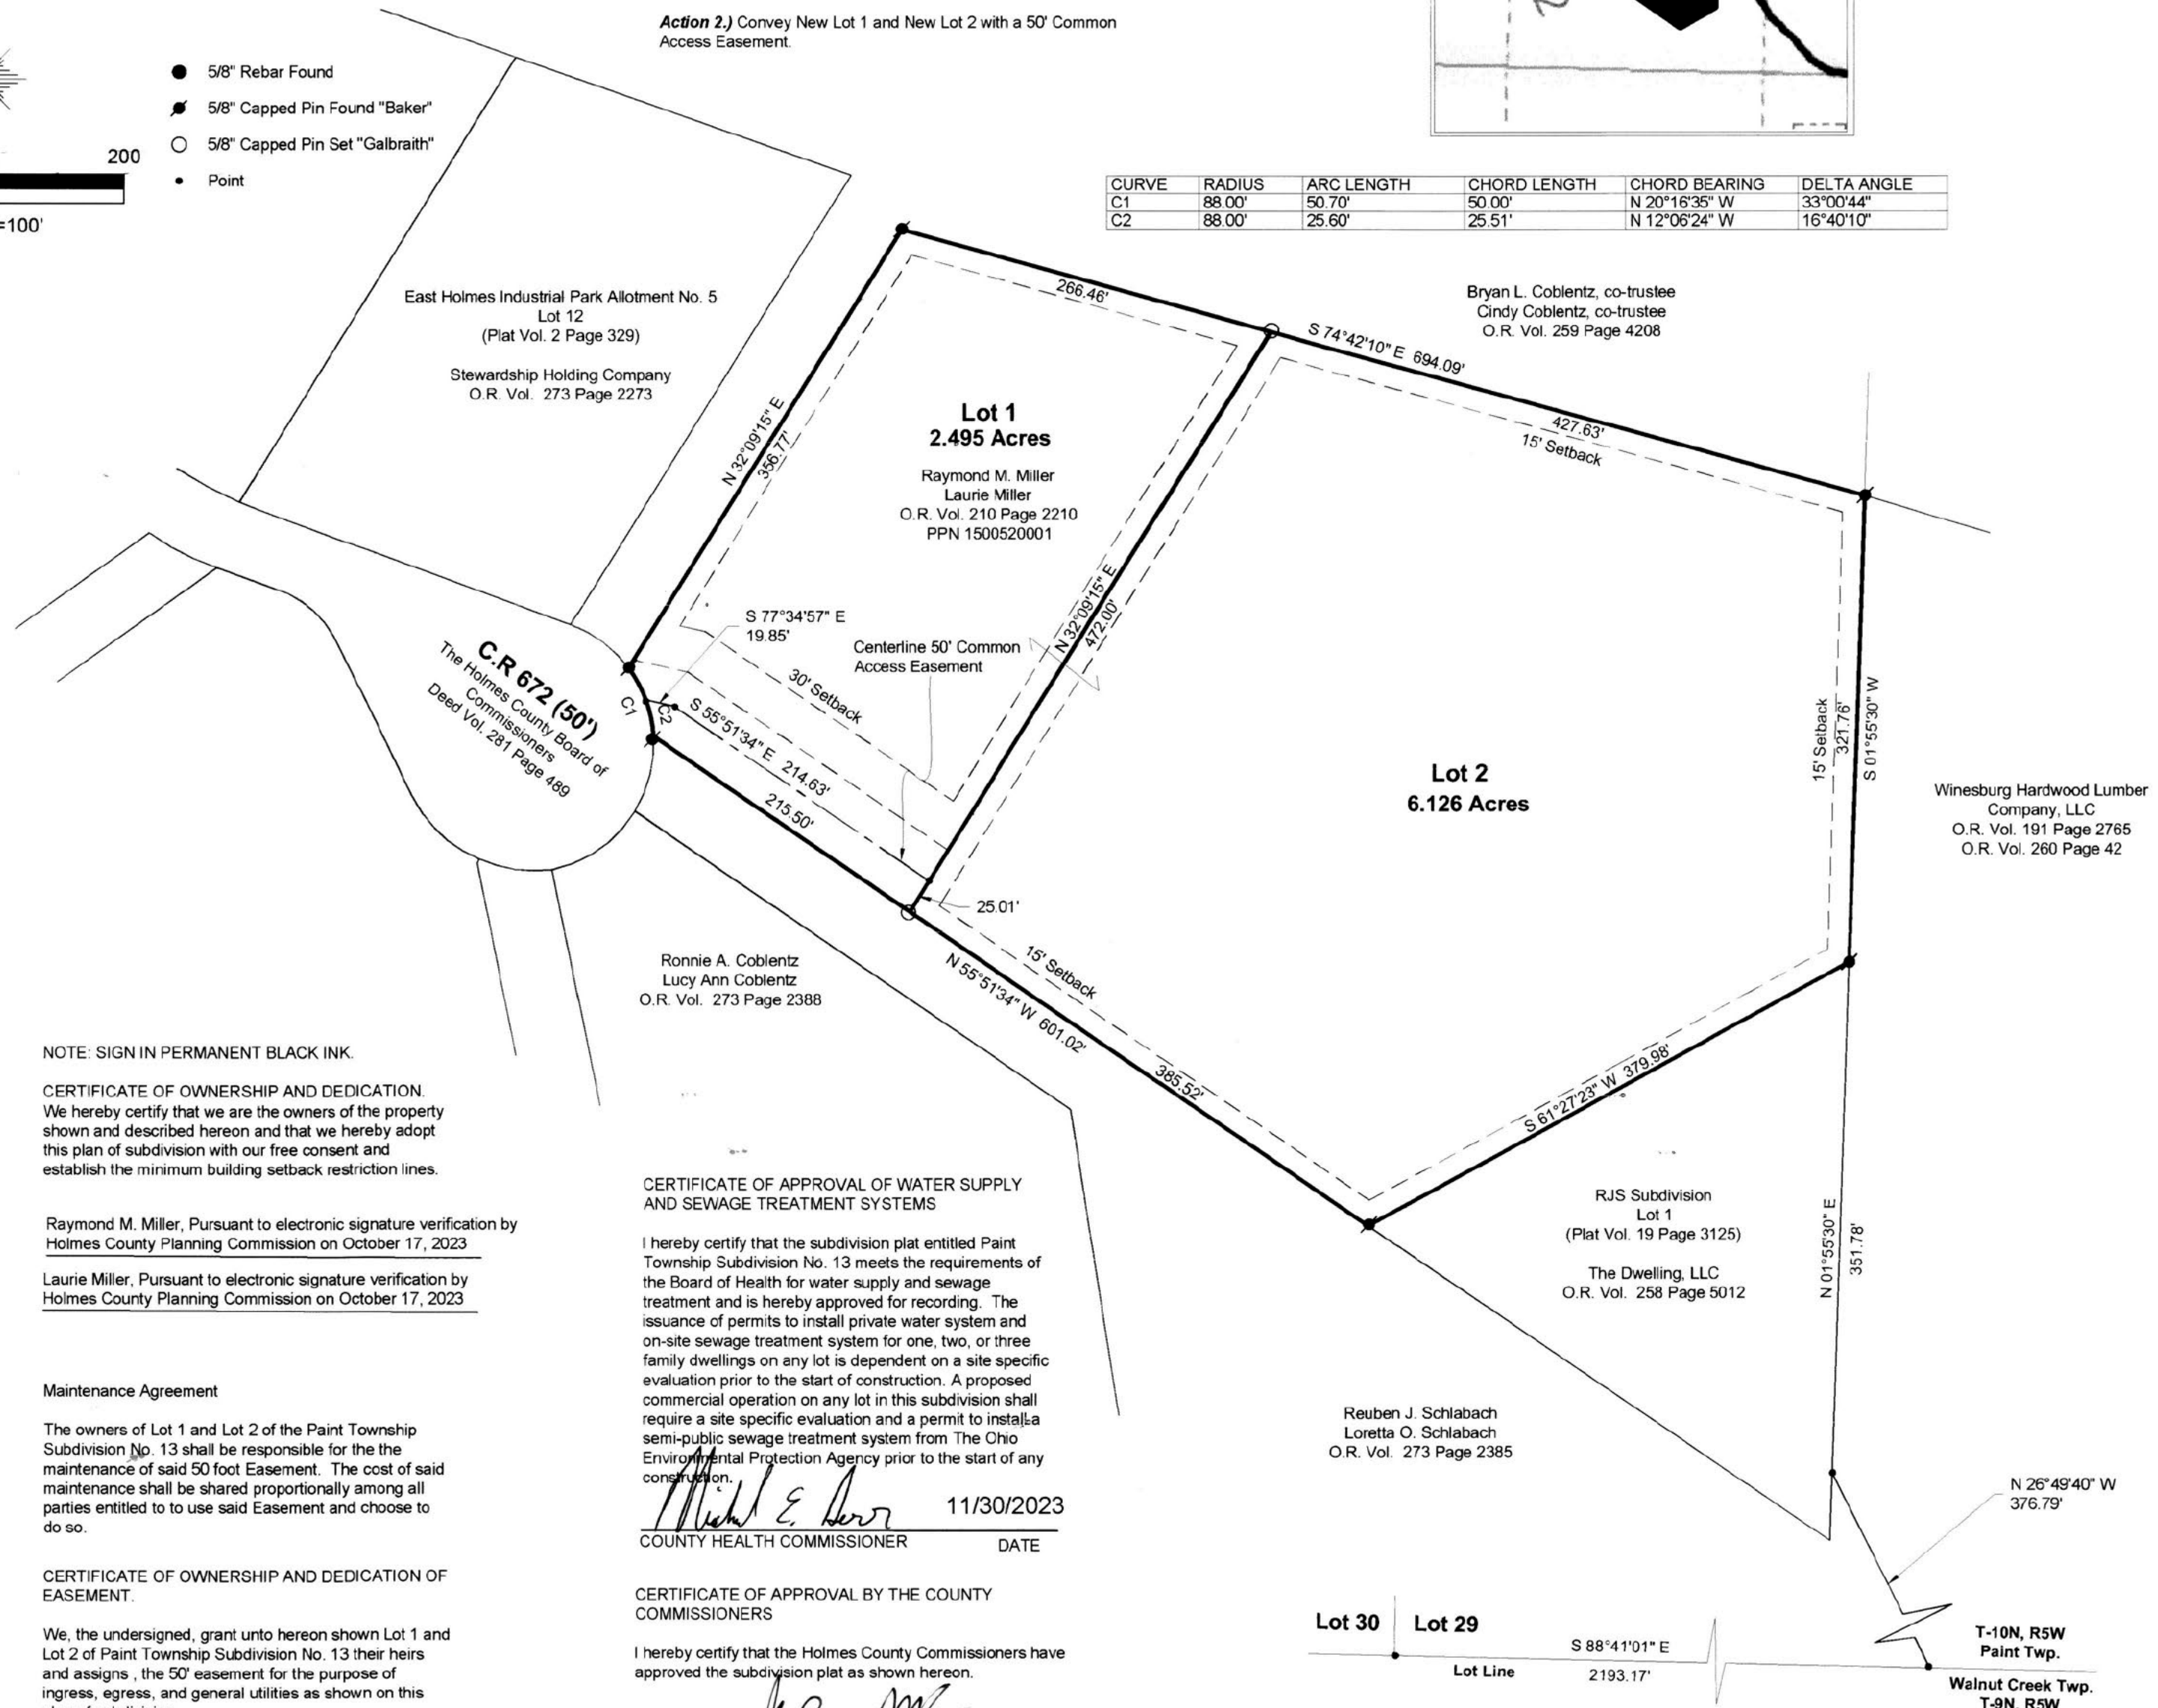 Action 2.) Convey New Lot 1 and New Lot 2 with a 50' Common
Access Easement.
5/8" Rebar Found
5/8" Capped Pin Found "Baker"
5/8" Capped Pin Set "Galbraith"
Point
200
=100'
CURVE RADIUS ARC LENGTH CHORD LENGTH CHORD BEARING DELTA ANGLE
C1 88.00' 50.70' 50.00' N 20°16'35" W 33°00'44"
C2 88.00' 25.60' 25.51' N 12°06'24" W 16°40'10"
East Holmes Industrial Park Allotment No. 5
Lot 12
(Plat Vol. 2 Page 329)
Stewardship Holding Company
O.R. Vol. 273 Page 2273
266.46'
Bryan L. Coblentz, co-trustee
Cindy Coblentz, co-trustee
O.R. Vol. 259 Page 4208
S 74°42'10" E 694.09'
427.63'
15' Setback
Lot 1
2.495 Acres
Raymond M. Miller
Laurie Miller
O.R. Vol. 210 Page 2210
PPN 1500520001
N 32°09'15" E
356.77'
N 32°09'15" E
472.00'
S 77°34'57" E
19.85'
Centerline 50' Common
Access Easement
30' Setback
C.R 672 (50')
The Holmes County Board of
Commissioners
Deed Vol. 281 Page 489
C1
C2
S 55°51'34" E 214.63'
215.50'
25.01'
Lot 2
6.126 Acres
15' Setback
321.76'
S 01°55'30" W
Winesburg Hardwood Lumber
Company, LLC
O.R. Vol. 191 Page 2765
O.R. Vol. 260 Page 42
Ronnie A. Coblentz
Lucy Ann Coblentz
O.R. Vol. 273 Page 2388
15' Setback
N 55°51'34" W 601.02'
385.52'
S 61°27'23" W 379.98'
RJS Subdivision
Lot 1
(Plat Vol. 19 Page 3125)
The Dwelling, LLC
O.R. Vol. 258 Page 5012
N 01°55'30" E
351.78'
Reuben J. Schlabach
Loretta O. Schlabach
O.R. Vol. 273 Page 2385
N 26°49'40" W
376.79'
Lot 30 Lot 29
S 88°41'01" E
Lot Line
2193.17'
T-10N, R5W
Paint Twp.
Walnut Creek Twp.
T-9N, R5W
NOTE: SIGN IN PERMANENT BLACK INK.
CERTIFICATE OF OWNERSHIP AND DEDICATION.
We hereby certify that we are the owners of the property
shown and described hereon and that we hereby adopt
this plan of subdivision with our free consent and
establish the minimum building setback restriction lines.
Raymond M. Miller, Pursuant to electronic signature verification by
Holmes County Planning Commission on October 17, 2023
Laurie Miller, Pursuant to electronic signature verification by
Holmes County Planning Commission on October 17, 2023
Maintenance Agreement
The owners of Lot 1 and Lot 2 of the Paint Township
Subdivision No. 13 shall be responsible for the the
maintenance of said 50 foot Easement. The cost of said
maintenance shall be shared proportionally among all
parties entitled to to use said Easement and choose to
do so.
CERTIFICATE OF OWNERSHIP AND DEDICATION OF
EASEMENT.
We, the undersigned, grant unto hereon shown Lot 1 and
Lot 2 of Paint Township Subdivision No. 13 their heirs
and assigns , the 50' easement for the purpose of
ingress, egress, and general utilities as shown on this
CERTIFICATE OF APPROVAL OF WATER SUPPLY
AND SEWAGE TREATMENT SYSTEMS
I hereby certify that the subdivision plat entitled Paint
Township Subdivision No. 13 meets the requirements of
the Board of Health for water supply and sewage
treatment and is hereby approved for recording. The
issuance of permits to install private water system and
on-site sewage treatment system for one, two, or three
family dwellings on any lot is dependent on a site specific
evaluation prior to the start of construction. A proposed
commercial operation on any lot in this subdivision shall
require a site specific evaluation and a permit to install a
semi-public sewage treatment system from The Ohio
Environmental Protection Agency prior to the start of any
construction.
11/30/2023
COUNTY HEALTH COMMISSIONER
DATE
CERTIFICATE OF APPROVAL BY THE COUNTY
COMMISSIONERS
I hereby certify that the Holmes County Commissioners have
approved the subdivision plat as shown hereon.